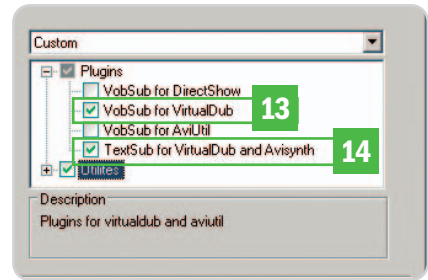 Custom
Plugins
VobSub for DirectShow
VobSub for VirtualDub 13
VobSub for AviUtil
TextSub for VirtualDub and Avisynth 14
Utilites
Description
Plugins for virtualdub and aviutil